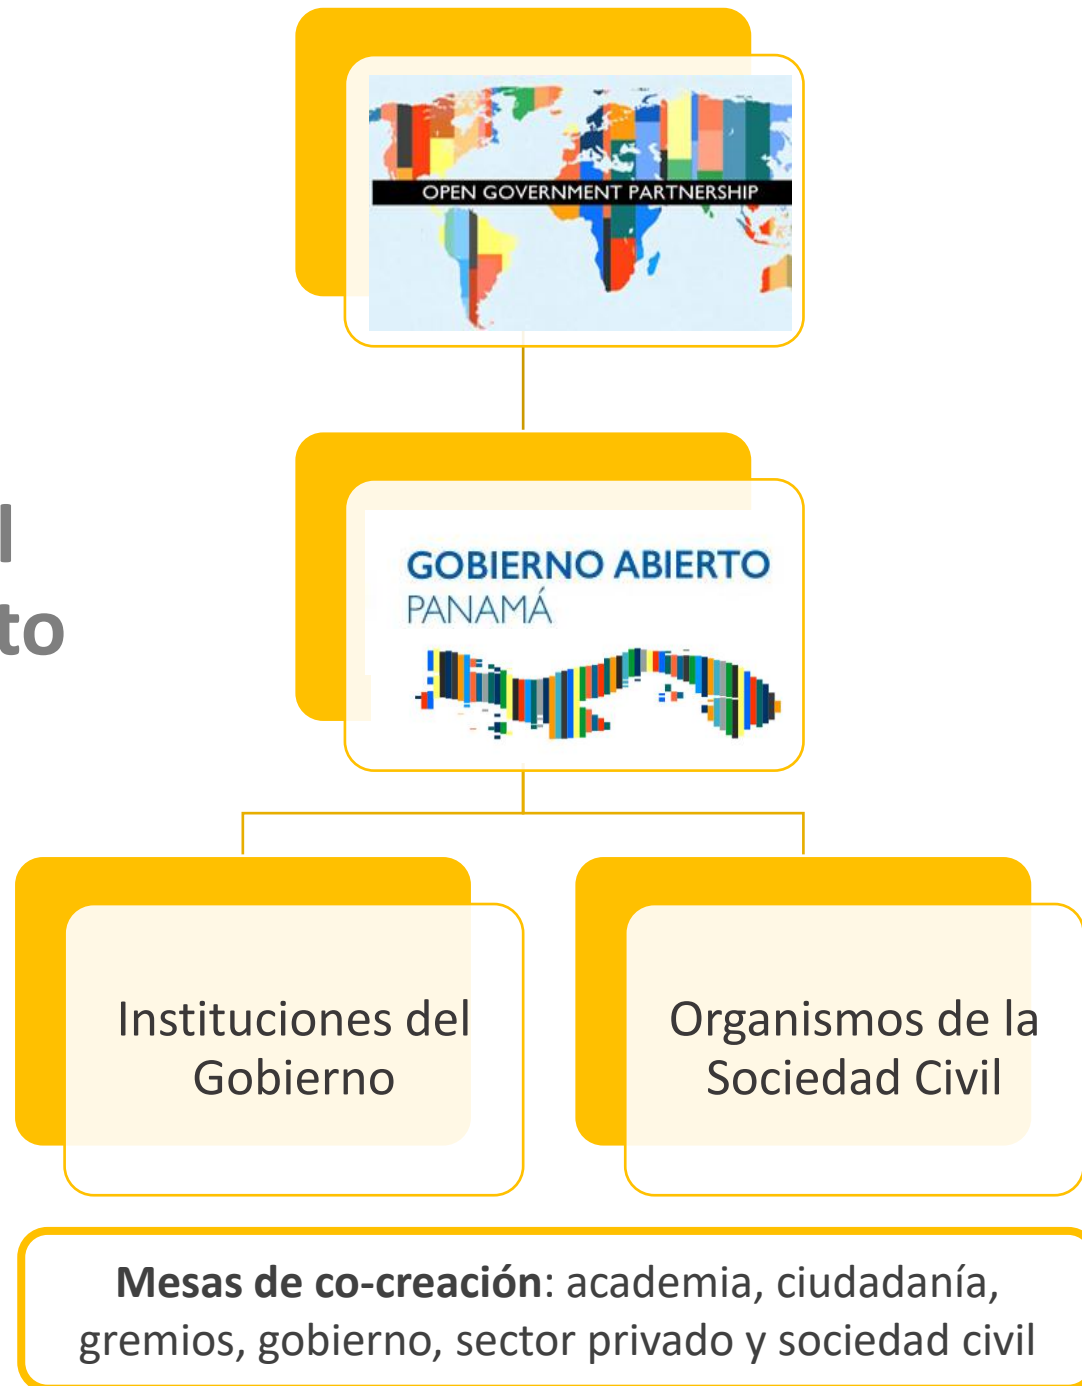 OPEN GOVERNMENT PARTNERSHIP
GOBIERNO ABIERTO
PANAMÁ
Instituciones del
Gobierno
Organismos de la
Sociedad Civil
Mesas de co-creación: academia, ciudadanía,
gremios, gobierno, sector privado y sociedad civil